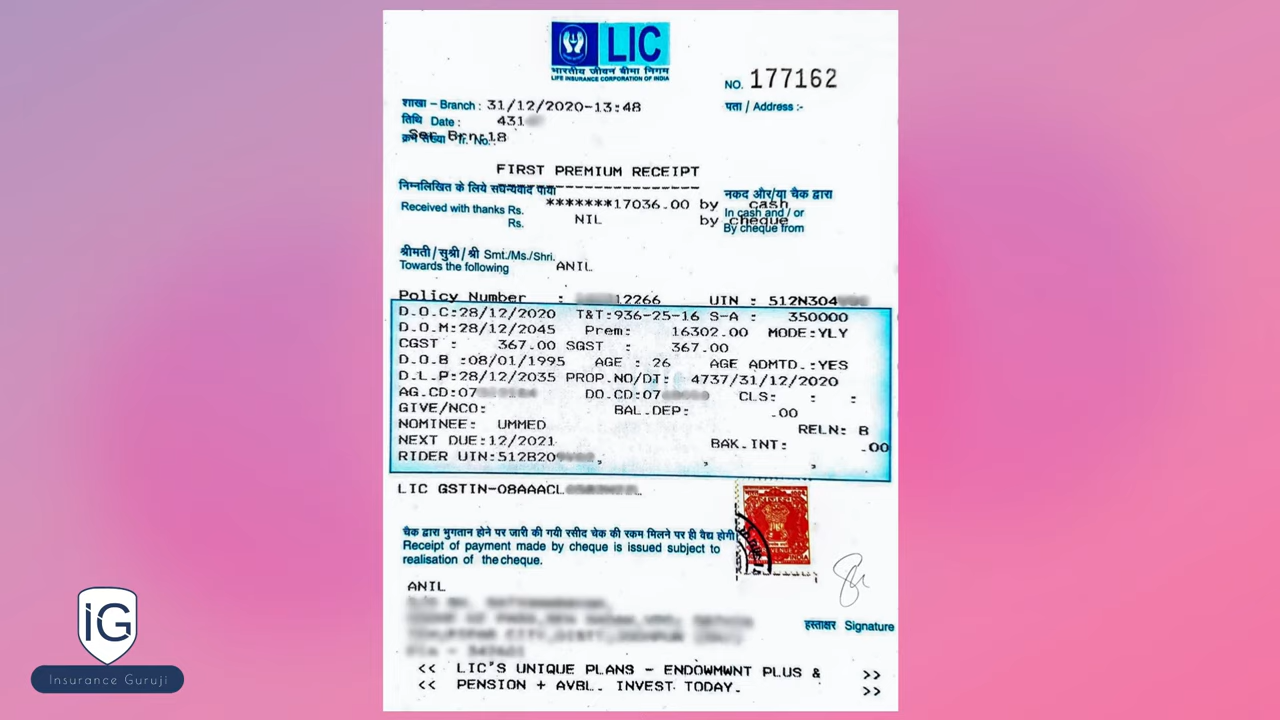 LIC
भारतीय जीवन बीमा निगम
LIFE INSURANCE CORPORATION OF INDIA
NO. 177162
शाखा – Branch : 31/12/2020-13:48
पता / Address :-
तिथि Date : 431
Ser Brn:18
FIRST PREMIUM RECEIPT
निम्नलिखित के लिये सधन्यवाद पाया
नकद और/या चैक द्वारा
Received with thanks Rs. *******17036.00 by cash
In cash and / or
Rs. NIL by cheque
By cheque from
श्रीमती / सुश्री / श्री Smt./Ms./Shri.
Towards the following ANIL
Policy Number : 12266 UIN : 512N304
D.O.C:28/12/2020 T&T:936-25-16 S-A : 350000
D.O.M:28/12/2045 Prem: 16302.00 MODE:YLY
CGST : 367.00 SGST : 367.00
D.O.B :08/01/1995 AGE : 26 AGE ADMTD.:YES
D.L.P:28/12/2035 PROP.NO/DT: 4737/31/12/2020
AG.CD:07 DO.CD:07 CLS: : :
GIVE/NCO: BAL.DEP: .00
NOMINEE: UMMED RELN: B
NEXT DUE:12/2021 BAK.INT: .00
RIDER UIN:512B20 , , ,
LIC GSTIN-08AAACL
चैक द्वारा भुगतान होने पर जारी की गयी रसीद चेक की रकम मिलने पर ही वैद्य होगी
Receipt of payment made by cheque is issued subject to
realisation of the cheque.
ANIL
हस्ताक्षर Signature
<< LIC'S UNIQUE PLANS - ENDOWMWNT PLUS & >>
<< PENSION + AVBL. INVEST TODAY. >>
IG
Insurance Guruji